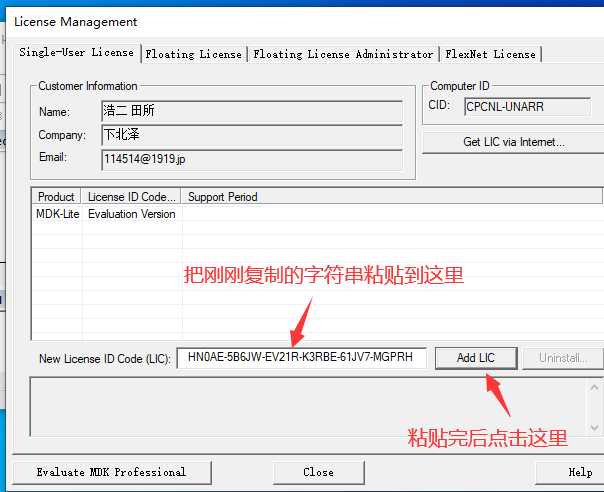 License Management
Single-User License Floating License Floating License Administrator FlexNet License
Customer Information
Name: 浩二 田所
Company: 下北泽
Email: 114514@1919.jp
Computer ID
CID: CPCNL-UNARR
Get LIC via Internet...
Product License ID Code... Support Period
MDK-Lite Evaluation Version
把刚刚复制的字符串粘贴到这里
New License ID Code (LIC): HN0AE-5B6JW-EV21R-K3RBE-61JV7-MGPRH Add LIC Uninstall...
粘贴完后点击这里
Evaluate MDK Professional Close Help